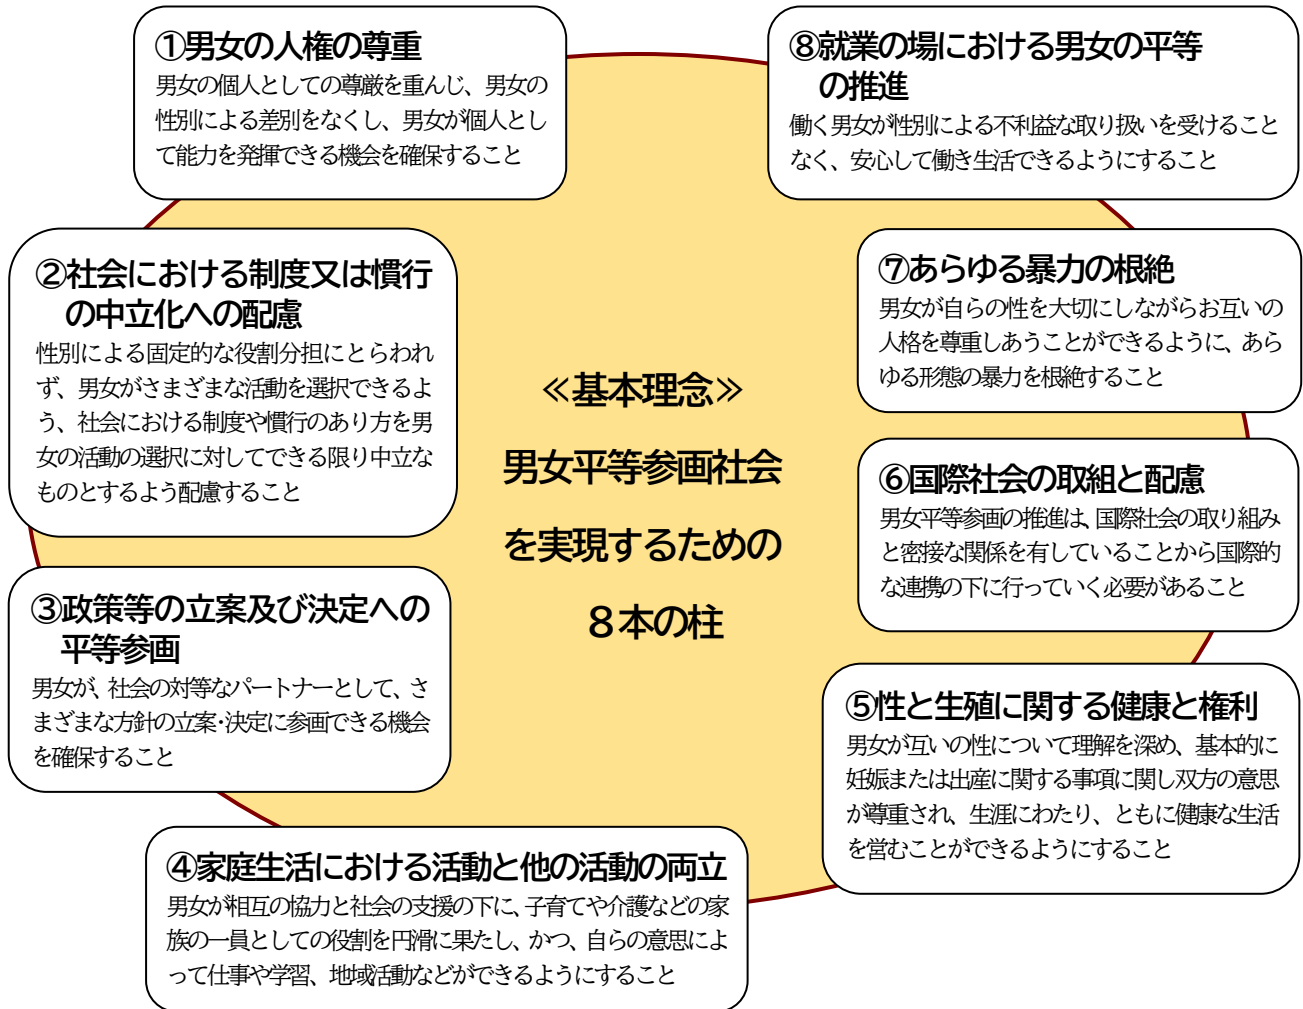 ①男女の人権の尊重
男女の個人としての尊厳を重んじ、男女の
性別による差別をなくし、男女が個人とし
て能力を発揮できる機会を確保すること
②社会における制度又は慣行
の中立化への配慮
性別による固定的な役割分担にとらわれ
ず、男女がさまざまな活動を選択できるよ
う、社会における制度や慣行のあり方を男
女の活動の選択に対してできる限り中立な
ものとするよう配慮すること
③政策等の立案及び決定への
平等参画
男女が、社会の対等なパートナーとして、さ
まざまな方針の立案・決定に参画できる機会
を確保すること
④家庭生活における活動と他の活動の両立
男女が相互の協力と社会の支援の下に、子育てや介護などの家
族の一員としての役割を円滑に果たし、かつ、自らの意思によ
って仕事や学習、地域活動などができるようにすること
⑤性と生殖に関する健康と権利
男女が互いの性について理解を深め、基本的に
妊娠または出産に関する事項に関し双方の意思
が尊重され、生涯にわたり、ともに健康な生活
を営むことができるようにすること
⑥国際社会の取組と配慮
男女平等参画の推進は、国際社会の取り組み
と密接な関係を有していることから国際的
な連携の下に行っていく必要があること
⑦あらゆる暴力の根絶
男女が自らの性を大切にしながらお互いの
人格を尊重しあうことができるように、あら
ゆる形態の暴力を根絶すること
⑧就業の場における男女の平等
の推進
働く男女が性別による不利益な取り扱いを受けること
なく、安心して働き生活できるようにすること
≪基本理念≫
男女平等参画社会
を実現するための
８本の柱